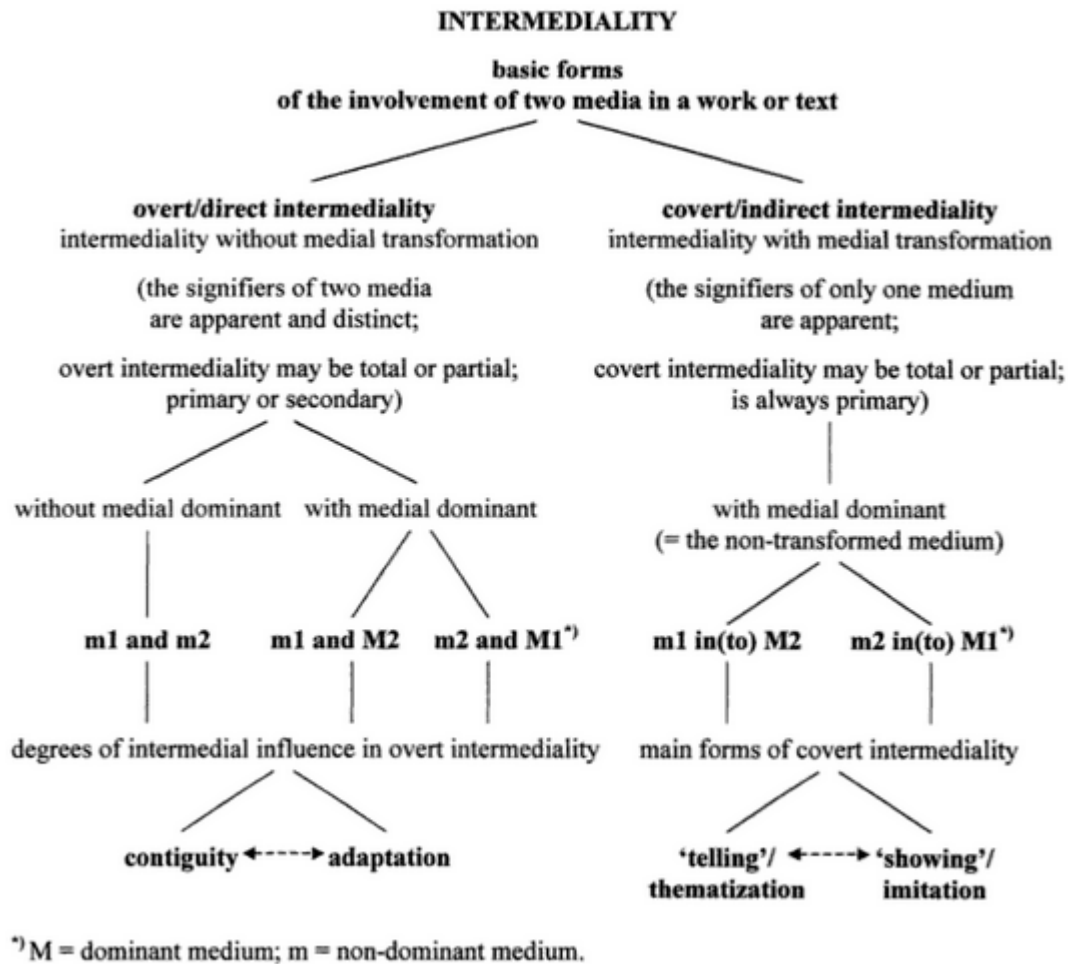 INTERMEDIALITY
basic forms
of the involvement of two media in a work or text
overt/direct intermediality
intermediality without medial transformation
(the signifiers of two media
are apparent and distinct;
overt intermediality may be total or partial;
primary or secondary)
covert/indirect intermediality
intermediality with medial transformation
(the signifiers of only one medium
are apparent;
covert intermediality may be total or partial;
is always primary)
without medial dominant
with medial dominant
with medial dominant
(= the non-transformed medium)
m1 and m2
m1 and M2
m2 and M1*)
m1 in(to) M2
m2 in(to) M1*)
degrees of intermedial influence in overt intermediality
main forms of covert intermediality
contiguity
adaptation
‘telling’/
thematization
‘showing’/
imitation
*) M = dominant medium; m = non-dominant medium.